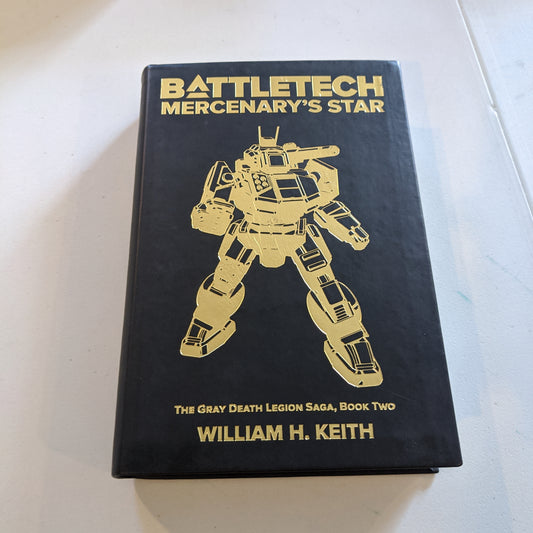 BATTLETECH
MERCENARY'S STAR
THE GRAY DEATH LEGION SAGA, BOOK TWO
WILLIAM H. KEITH